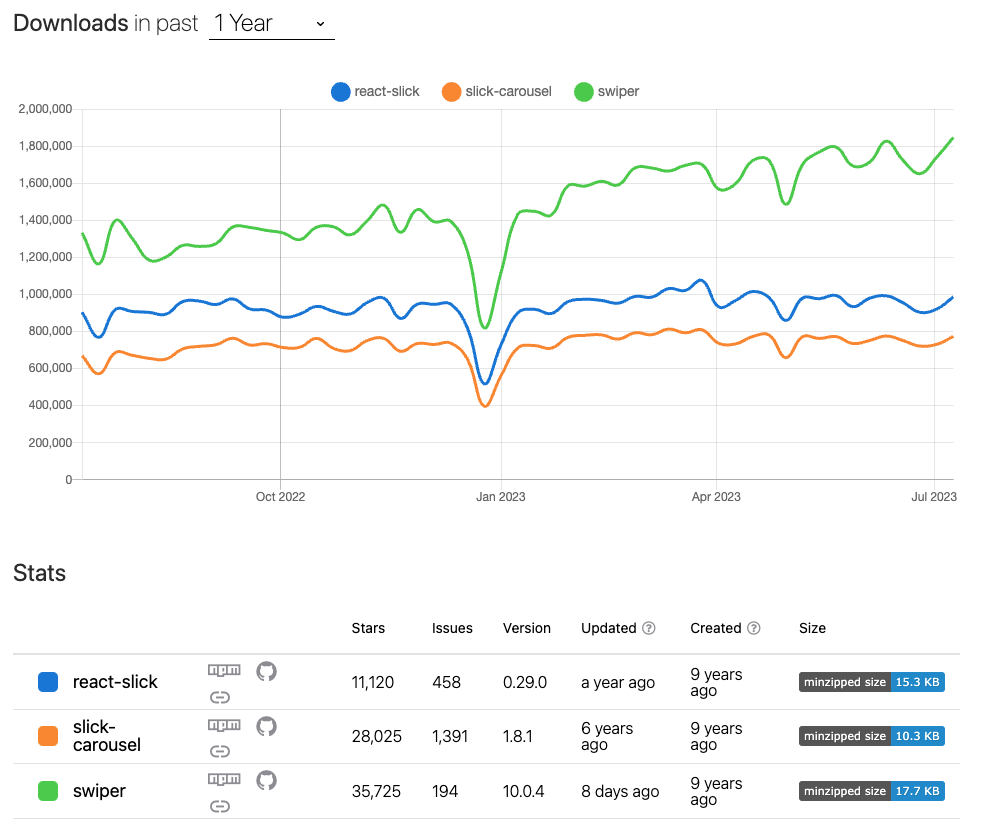 Downloads in past 1 Year
react-slick slick-carousel swiper
2,000,000
1,800,000
1,600,000
1,400,000
1,200,000
1,000,000
800,000
600,000
400,000
200,000
0
Oct 2022 Jan 2023 Apr 2023 Jul 2023
Stats
Stars Issues Version Updated ? Created ? Size
react-slick npm 11,120 458 0.29.0 a year ago 9 years ago minzipped size 15.3 KB
slick-carousel npm 28,025 1,391 1.8.1 6 years ago 9 years ago minzipped size 10.3 KB
swiper npm 35,725 194 10.0.4 8 days ago 9 years ago minzipped size 17.7 KB